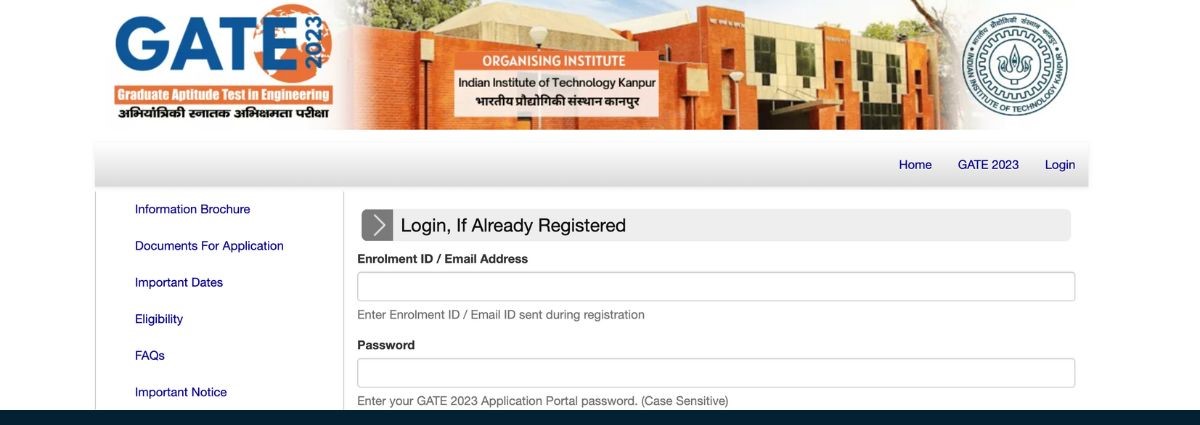 GATE 2023
Graduate Aptitude Test in Engineering
अभियांत्रिकी स्नातक अभिक्षमता परीक्षा
ORGANISING INSTITUTE
Indian Institute of Technology Kanpur
भारतीय प्रौद्योगिकी संस्थान कानपुर
भारतीय प्रौद्योगिकी संस्थान कानपुर
INDIAN INSTITUTE OF TECHNOLOGY KANPUR
Home GATE 2023 Login
Information Brochure
Documents For Application
Important Dates
Eligibility
FAQs
Important Notice
Login, If Already Registered
Enrolment ID / Email Address
Enter Enrolment ID / Email ID sent during registration
Password
Enter your GATE 2023 Application Portal password. (Case Sensitive)